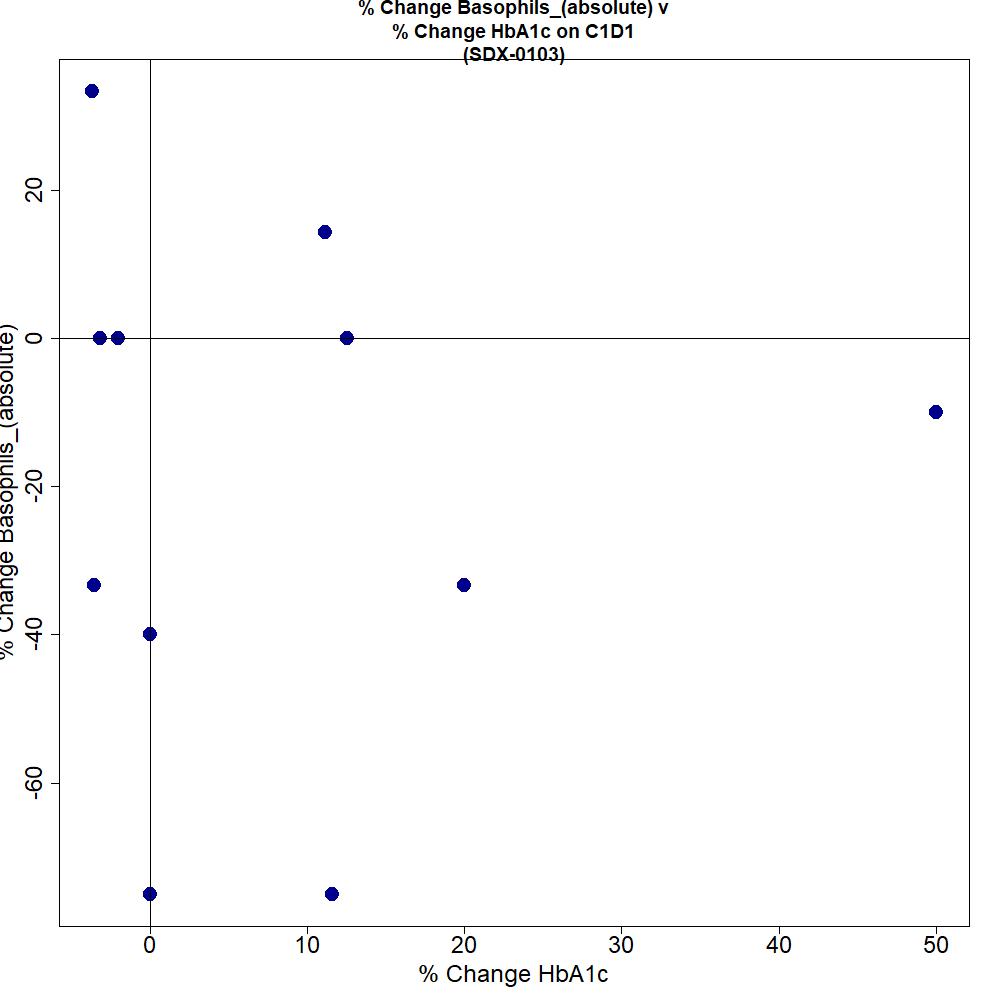 % Change Basophils_(absolute) v
% Change HbA1c on C1D1
(SDX-0103)
% Change Basophils_(absolute)
20
0
-20
-40
-60
0
10
20
30
40
50
% Change HbA1c